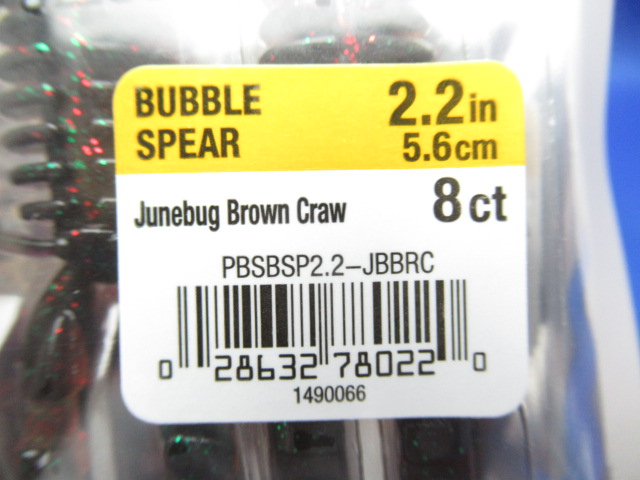 BUBBLE
SPEAR
2.2in
5.6cm
Junebug Brown Craw
8ct
PBSBSP2.2-JBBRC
0 28632 78022 0
1490066